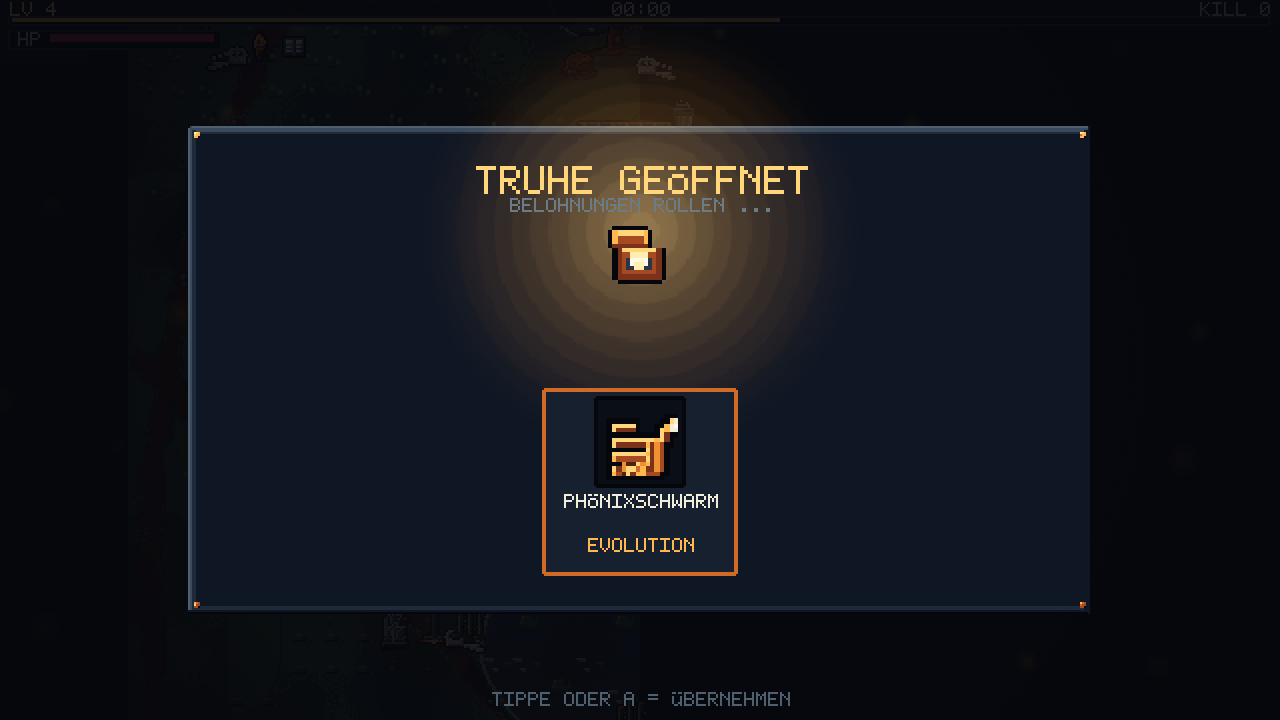 LV 4 00:00 KILL 0
HP
TRUHE GEöFFNET
BELOHNUNGEN ROLLEN ...
PHöNIXSCHWARM
EVOLUTION
TIPPE ODER A = üBERNEHMEN